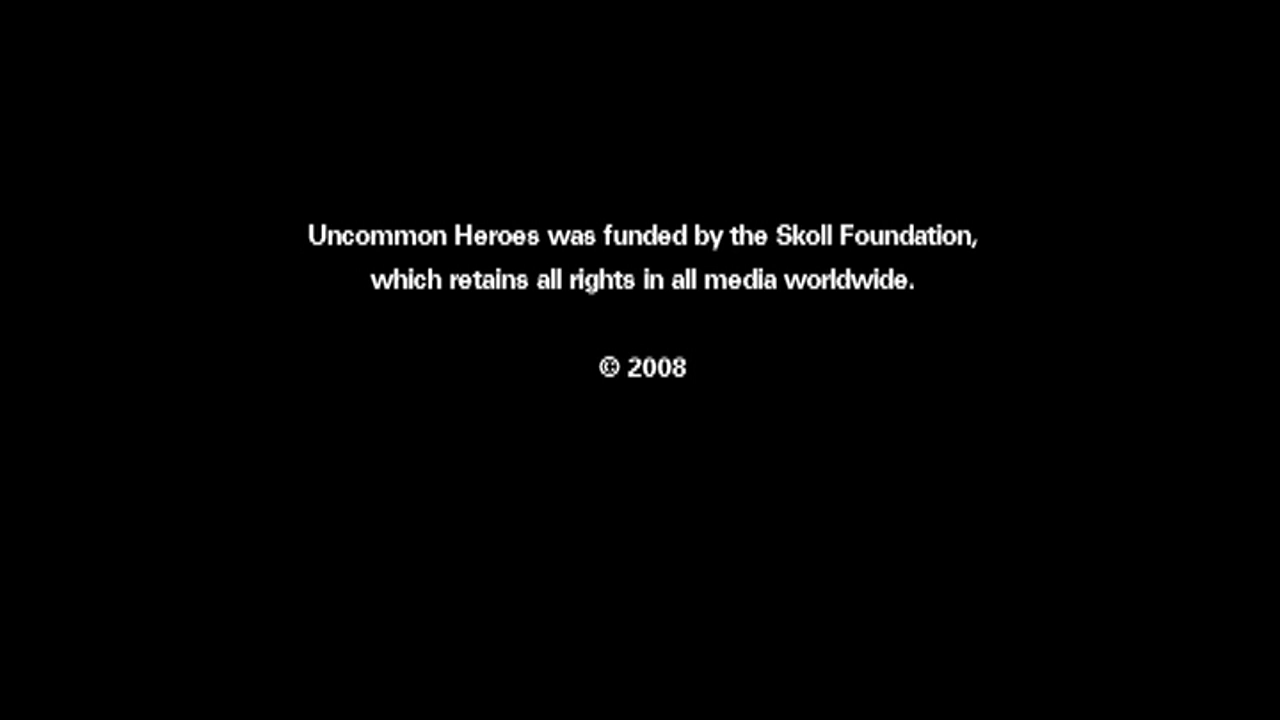 Uncommon Heroes was funded by the Skoll Foundation,
which retains all rights in all media worldwide.
© 2008